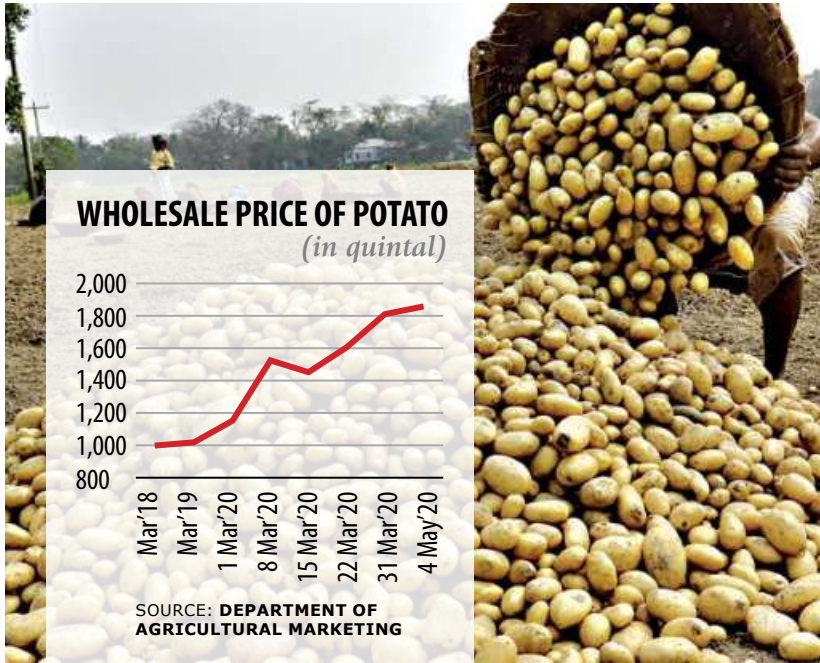 WHOLESALE PRICE OF POTATO
(in quintal)
2,000
1,800
1,600
1,400
1,200
1,000
800
Mar'18
Mar'19
1 Mar'20
8 Mar'20
15 Mar'20
22 Mar'20
31 Mar'20
4 May'20
SOURCE: DEPARTMENT OF
AGRICULTURAL MARKETING